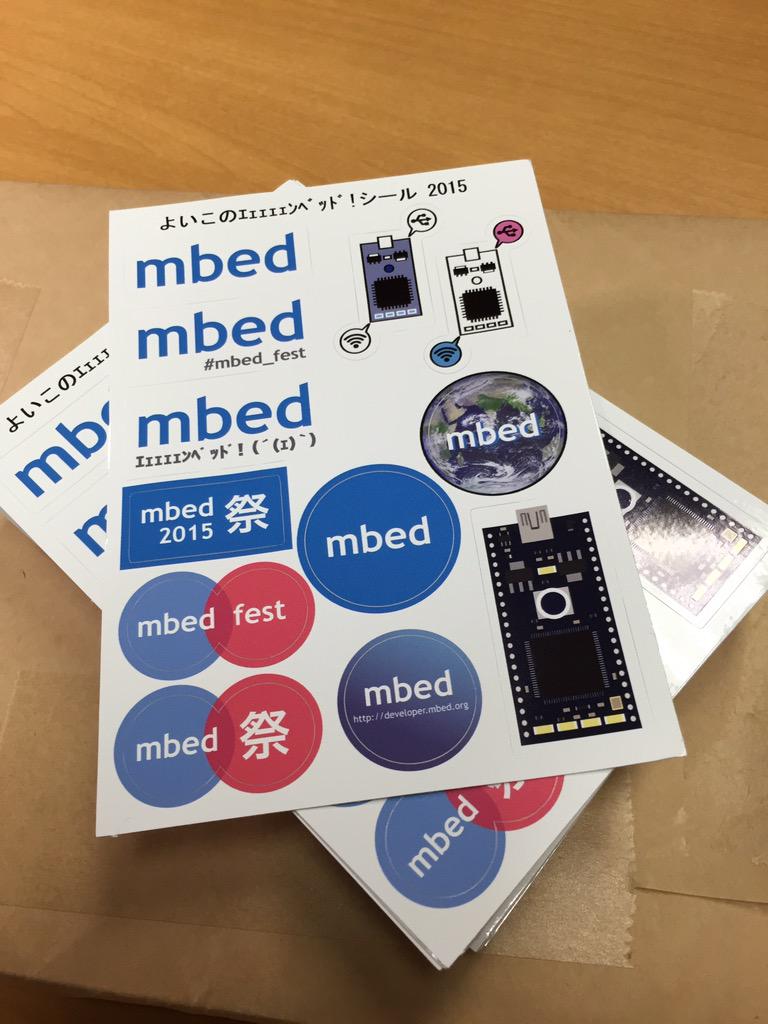 よいこのｴｪｪｪｪﾝﾍﾞｯﾄﾞ!シール 2015
mbed
mbed
#mbed_fest
mbed
ｴｪｪｪｪﾝﾍﾞｯﾄﾞ!(´(ｪ)`)
mbed
mbed
2015 祭
mbed
mbed fest
mbed
http://developer.mbed.org
mbed 祭
よいこのｴｪｪｪ
mb
m
mbed 祭